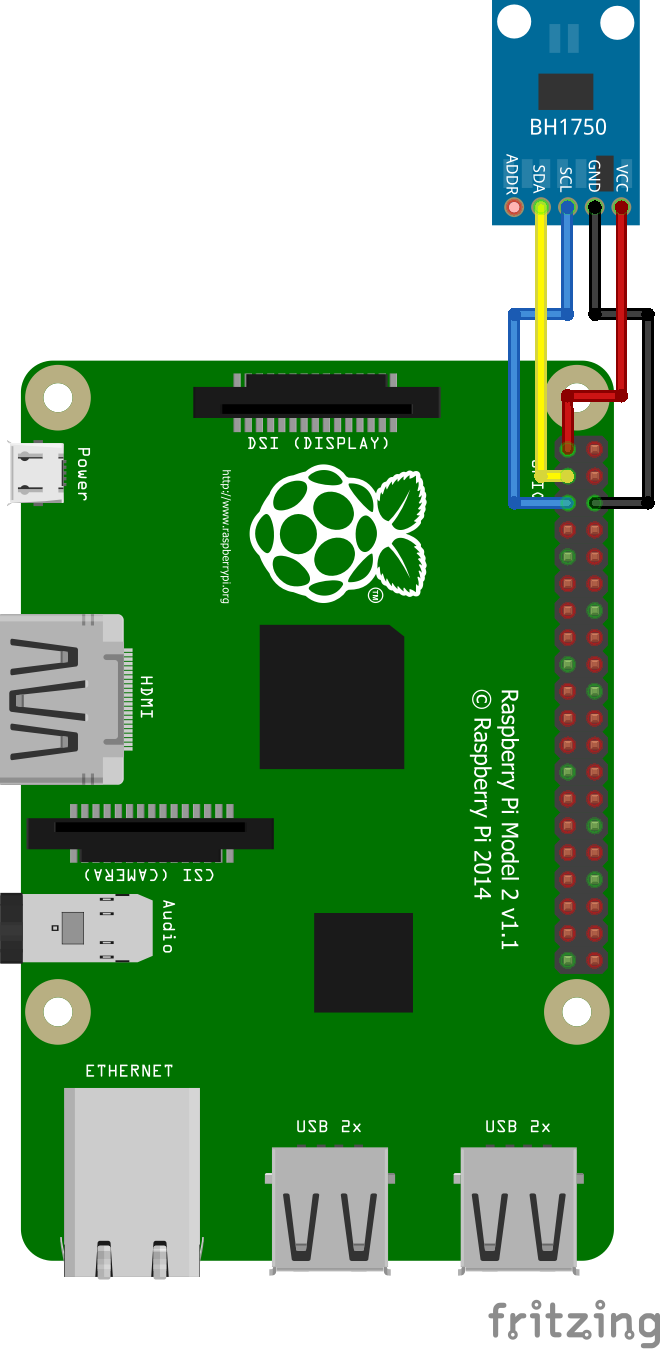 BH1750
ADDR
SDA
SCL
GND
VCC
DSI (DISPLAY)
Power
http://www.raspberrypi.org
TM
HDMI
Raspberry Pi Model 2 v1.1
© Raspberry Pi 2014
CSI (CAMERA)
Audio
ETHERNET
USB 2x
USB 2x
fritzing